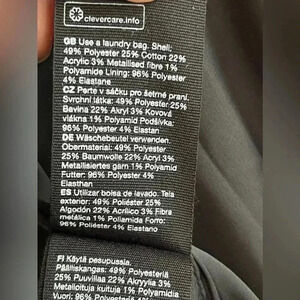 clevercare.info
GB Use a laundry bag. Shell:
49% Polyester 25% Cotton 22%
Acrylic 3% Metallised fibre 1%
Polyamide Lining: 96% Polyester
4% Elastane
CZ Perte v sáčku pro šetrné praní.
Svrchní látka: 49% Polyester 25%
Bavlna 22% Akryl 3% Kovová
vlákna 1% Polyamid Podšívka:
96% Polyester 4% Elastan
DE Wäschebeutel verwenden.
Obermaterial: 49% Polyester
25% Baumwolle 22% Acryl 3%
Metallisiertes garn 1% Polyamid
Futter: 96% Polyester 4%
Elasthan
ES Utilizar bolsa de lavado. Tela
exterior: 49% Poliéster 25%
Algodón 22% Acrílico 3% Fibra
metálica 1% Poliamida Forro:
96% Poliéster 4% Elastano
FI Käytä pesupussia.
Päälliskangas: 49% Polyesteriä
25% Puuvillaa 22% Akryylia 3%
Metalloituja kuituja 1% Polyamidia
Vuori: 96% Polyesteriä 4%